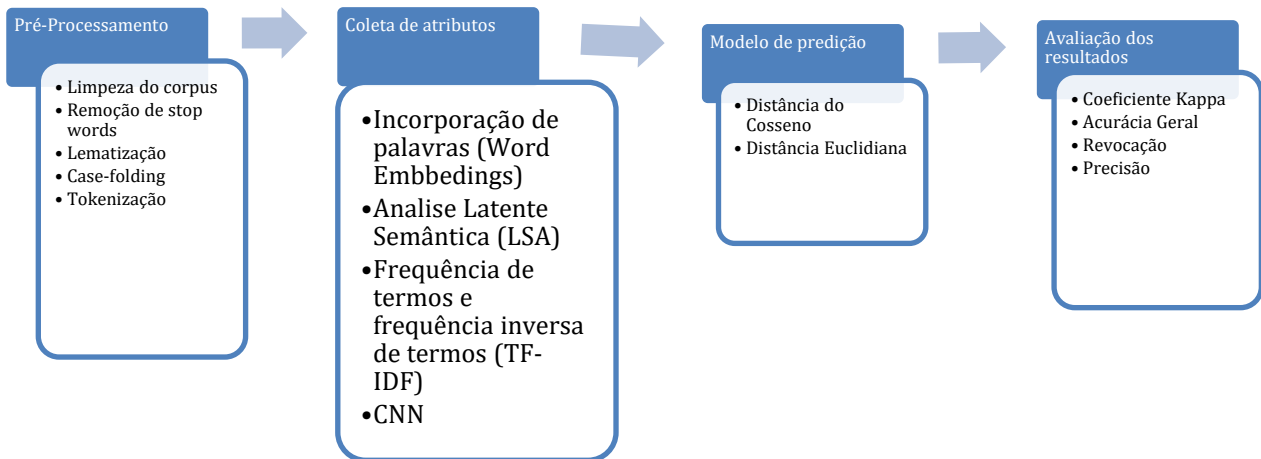 Pré-Processamento
• Limpeza do corpus
• Remoção de stop
words
• Lematização
• Case-folding
• Tokenização
Coleta de atributos
•Incorporação de
palavras (Word
Embbedings)
•Analise Latente
Semântica (LSA)
•Frequência de
termos e
frequência inversa
de termos (TF-
IDF)
•CNN
Modelo de predição
• Distância do
Cosseno
• Distância Euclidiana
Avaliação dos
resultados
• Coeficiente Kappa
• Acurácia Geral
• Revocação
• Precisão